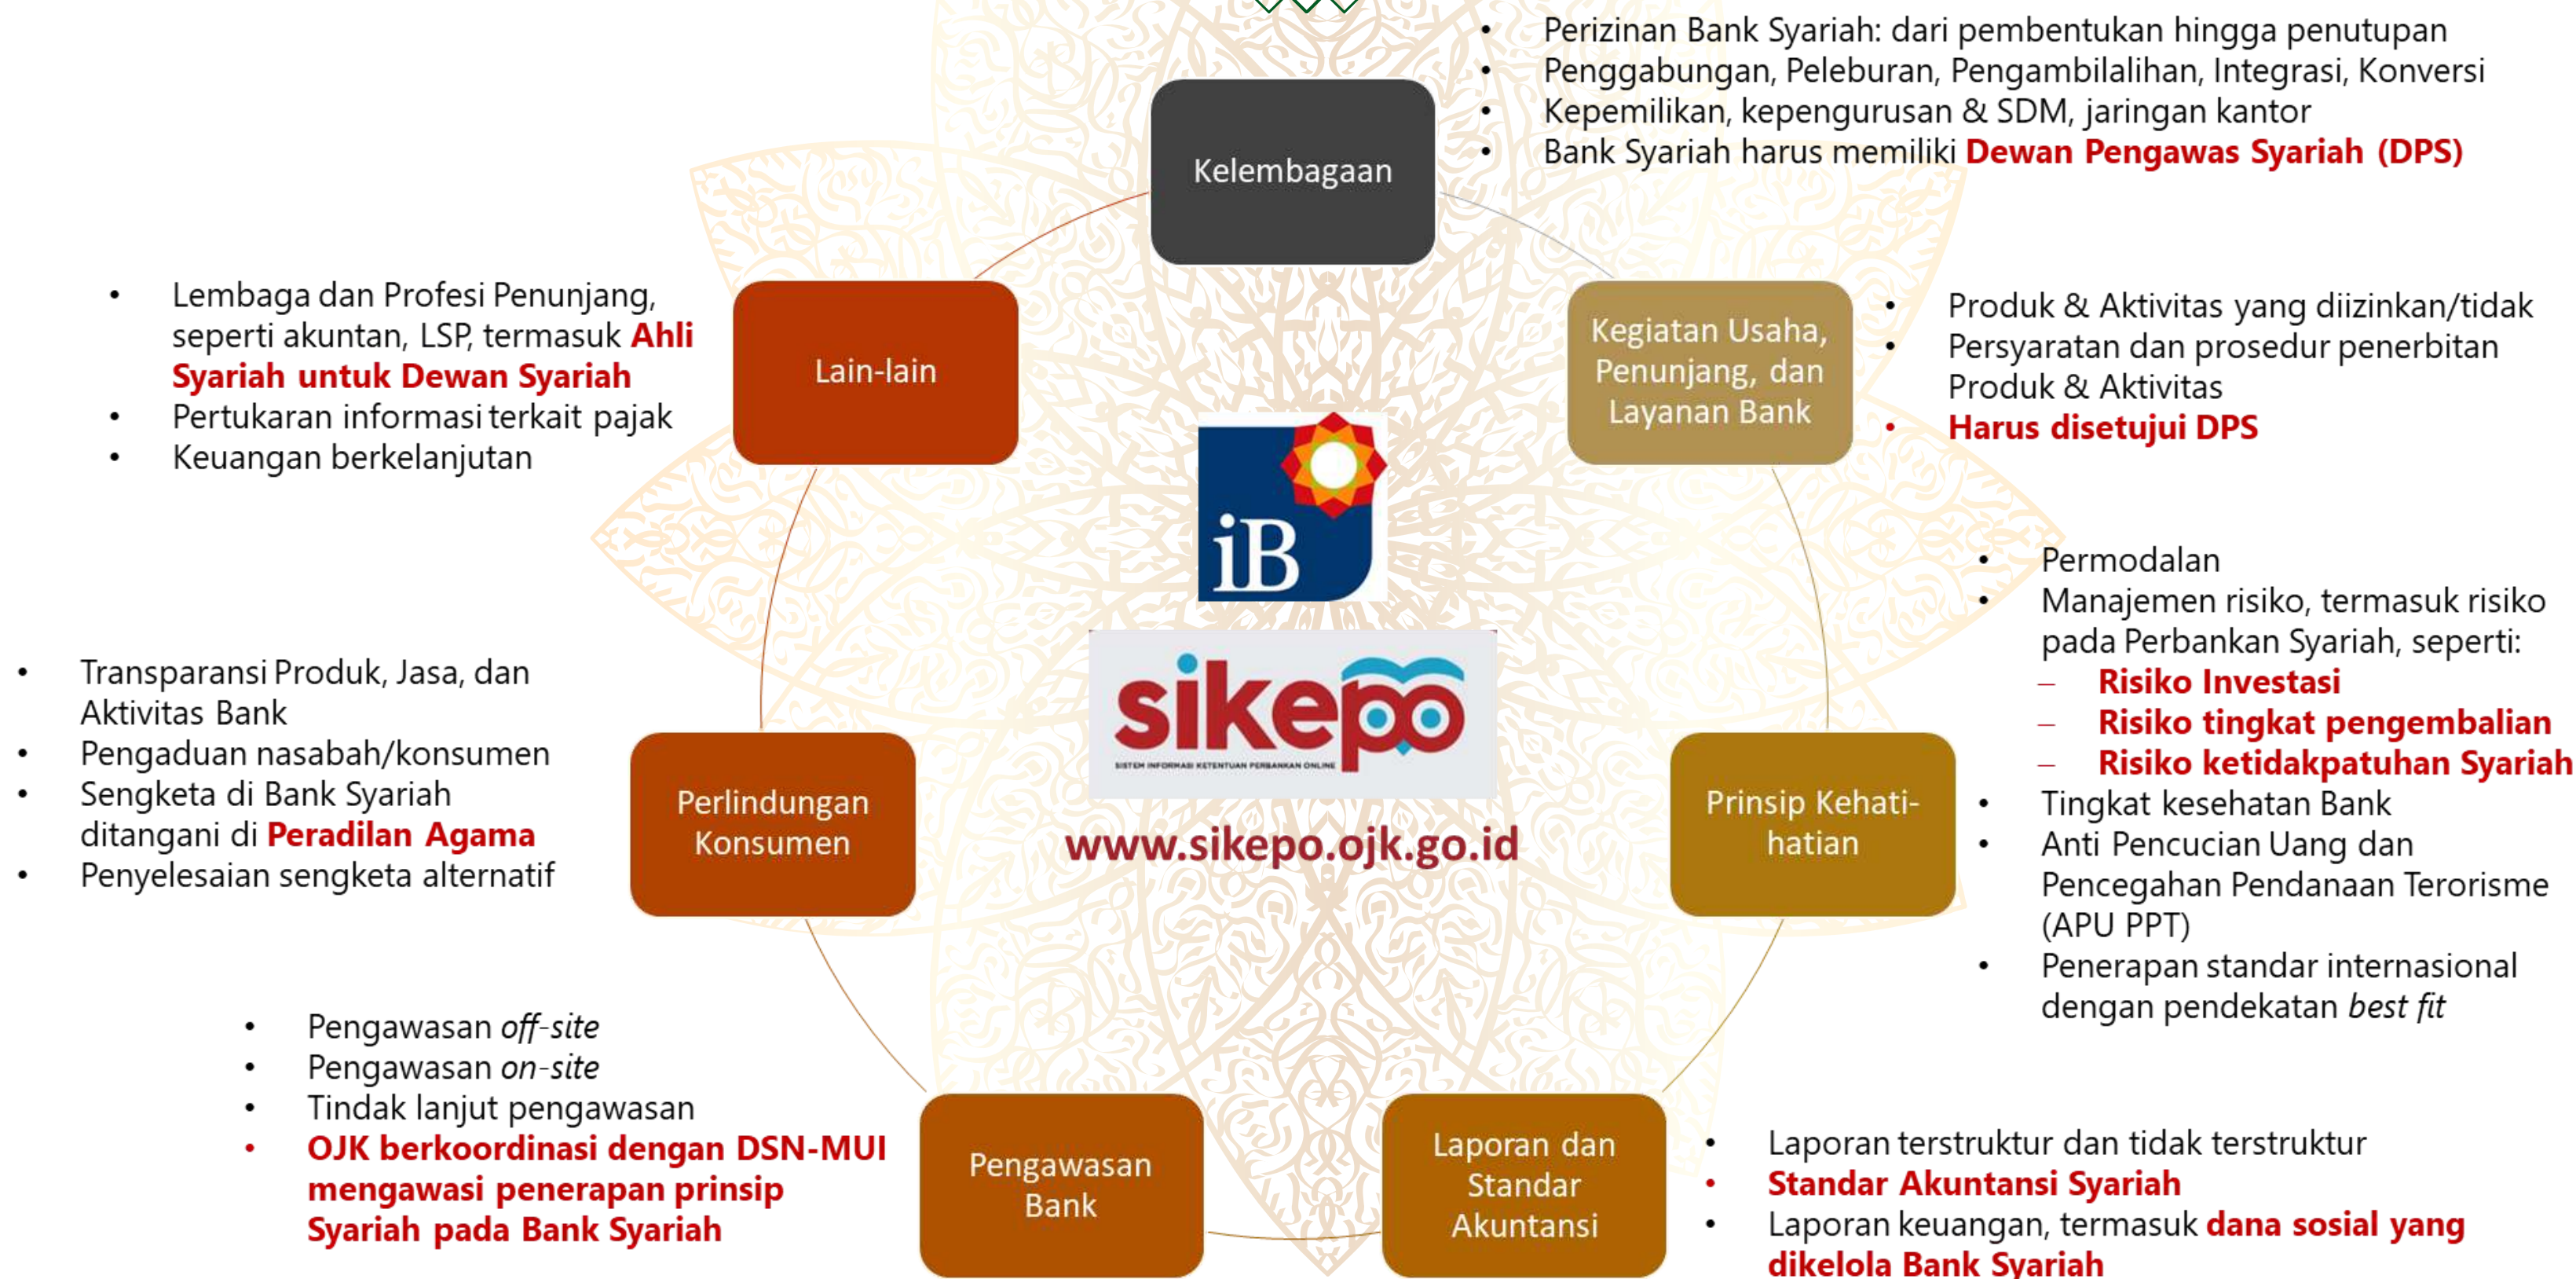 Kelembagaan
• Perizinan Bank Syariah: dari pembentukan hingga penutupan
• Penggabungan, Peleburan, Pengambilalihan, Integrasi, Konversi
• Kepemilikan, kepengurusan & SDM, jaringan kantor
• Bank Syariah harus memiliki Dewan Pengawas Syariah (DPS)
Kegiatan Usaha,
Penunjang, dan
Layanan Bank
• Produk & Aktivitas yang diizinkan/tidak
• Persyaratan dan prosedur penerbitan
Produk & Aktivitas
• Harus disetujui DPS
Prinsip Kehati-
hatian
• Permodalan
• Manajemen risiko, termasuk risiko
pada Perbankan Syariah, seperti:
– Risiko Investasi
– Risiko tingkat pengembalian
– Risiko ketidakpatuhan Syariah
• Tingkat kesehatan Bank
• Anti Pencucian Uang dan
Pencegahan Pendanaan Terorisme
(APU PPT)
• Penerapan standar internasional
dengan pendekatan best fit
Laporan dan
Standar
Akuntansi
• Laporan terstruktur dan tidak terstruktur
• Standar Akuntansi Syariah
• Laporan keuangan, termasuk dana sosial yang
dikelola Bank Syariah
Pengawasan
Bank
• Pengawasan off-site
• Pengawasan on-site
• Tindak lanjut pengawasan
• OJK berkoordinasi dengan DSN-MUI
mengawasi penerapan prinsip
Syariah pada Bank Syariah
Perlindungan
Konsumen
• Transparansi Produk, Jasa, dan
Aktivitas Bank
• Pengaduan nasabah/konsumen
• Sengketa di Bank Syariah
ditangani di Peradilan Agama
• Penyelesaian sengketa alternatif
Lain-lain
• Lembaga dan Profesi Penunjang,
seperti akuntan, LSP, termasuk Ahli
Syariah untuk Dewan Syariah
• Pertukaran informasi terkait pajak
• Keuangan berkelanjutan
iB
sikepo
SISTEM INFORMASI KETENTUAN PERBANKAN ONLINE
www.sikepo.ojk.go.id